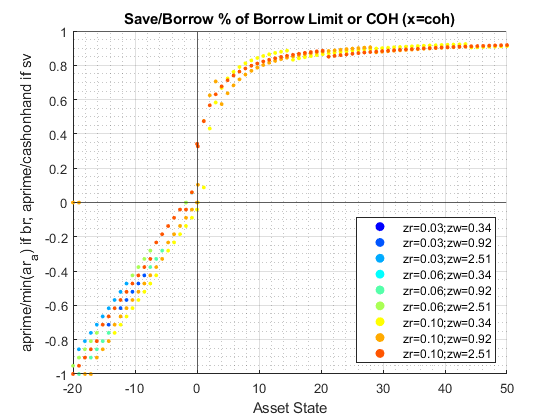 Save/Borrow % of Borrow Limit or COH (x=coh)
aprime/min(ar_a) if br; aprime/cashonhand if sv
1
0.8
0.6
0.4
0.2
0
-0.2
-0.4
-0.6
-0.8
-1
-20
-10
0
10
20
30
40
50
Asset State
zr=0.03;zw=0.34
zr=0.03;zw=0.92
zr=0.03;zw=2.51
zr=0.06;zw=0.34
zr=0.06;zw=0.92
zr=0.06;zw=2.51
zr=0.10;zw=0.34
zr=0.10;zw=0.92
zr=0.10;zw=2.51